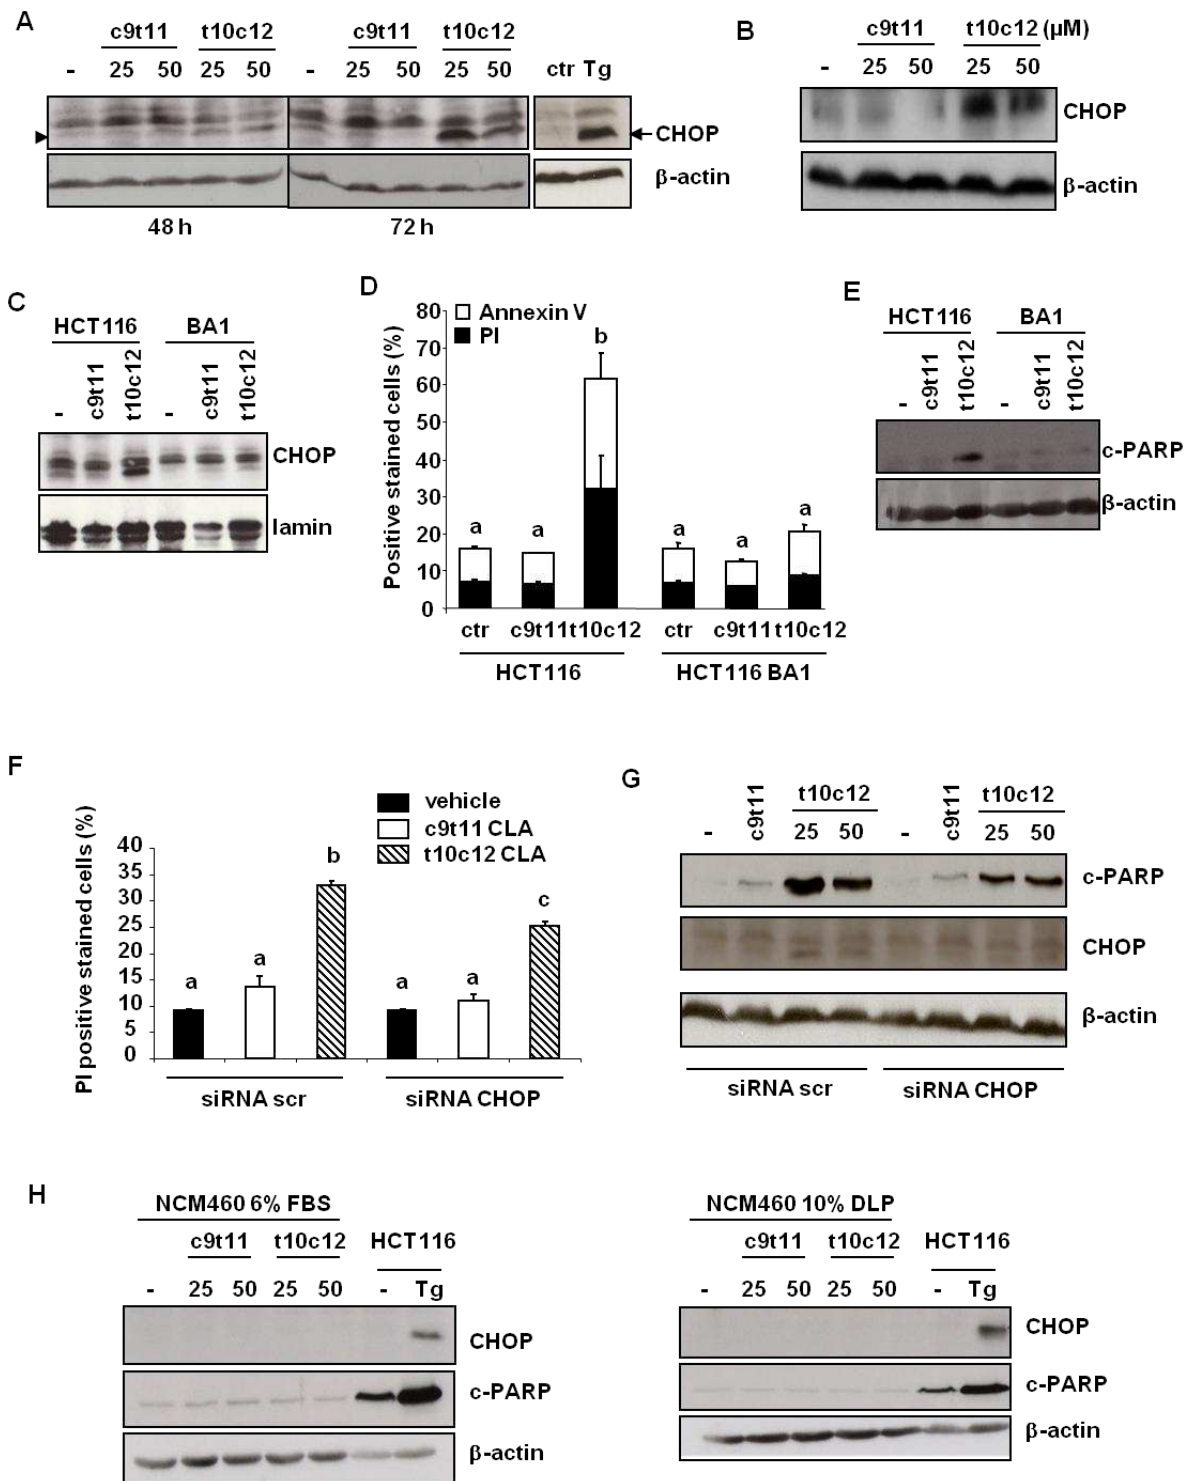 A
c9t11 t10c12 c9t11 t10c12
- 25 50 25 50 - 25 50 25 50 ctr Tg
CHOP
β-actin
48 h 72 h
B
c9t11 t10c12 (μM)
- 25 50 25 50
CHOP
β-actin
C
HCT116 BA1
- c9t11 t10c12 - c9t11 t10c12
CHOP
lamin
D
Annexin V
PI
Positive stained cells (%)
80
70
60
50
40
30
20
10
0
a a b a a a
ctr c9t11 t10c12 ctr c9t11 t10c12
HCT116 HCT116 BA1
E
HCT116 BA1
- c9t11 t10c12 - c9t11 t10c12
c-PARP
β-actin
F
vehicle
c9t11 CLA
t10c12 CLA
PI positive stained cells (%)
40
35
30
25
20
15
10
5
0
a a b a a c
siRNA scr siRNA CHOP
G
c9t11 t10c12 c9t11 t10c12
- 25 50 - 25 50
c-PARP
CHOP
β-actin
siRNA scr siRNA CHOP
H
NCM460 6% FBS
c9t11 t10c12 HCT116
- 25 50 25 50 - Tg
CHOP
c-PARP
β-actin
NCM460 10% DLP
c9t11 t10c12 HCT116
- 25 50 25 50 - Tg
CHOP
c-PARP
β-actin